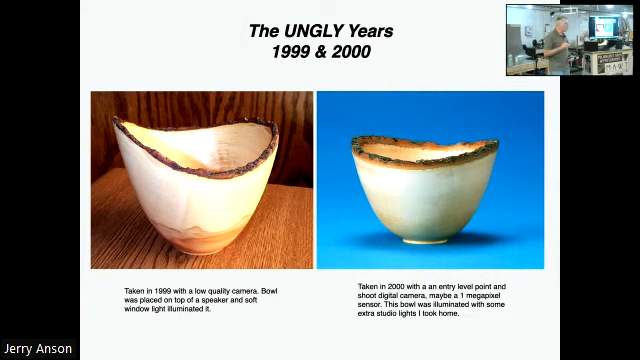 The UNGLY Years
1999 & 2000
Taken in 1999 with a low quality camera. Bowl
was placed on top of a speaker and soft
window light illuminated it.
Taken in 2000 with a an entry level point and
shoot digital camera, maybe a 1 megapixel
sensor. This bowl was illuminated with some
extra studio lights I took home.
Jerry Anson